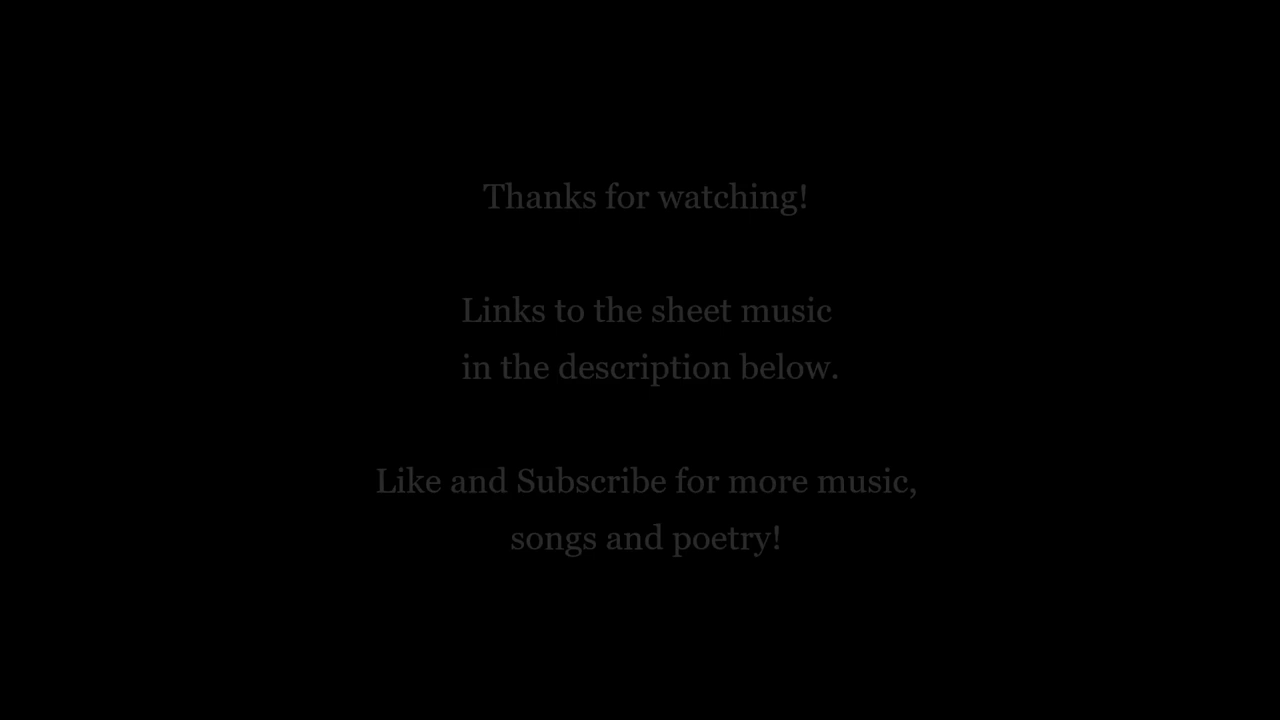 Thanks for watching!
Links to the sheet music
in the description below.
Like and Subscribe for more music,
songs and poetry!